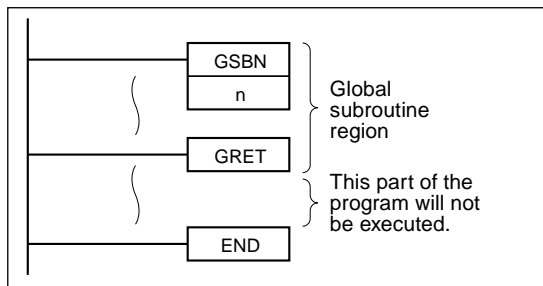 GSBN
n
Global
subroutine
region
GRET
This part of the
program will not
be executed.
END